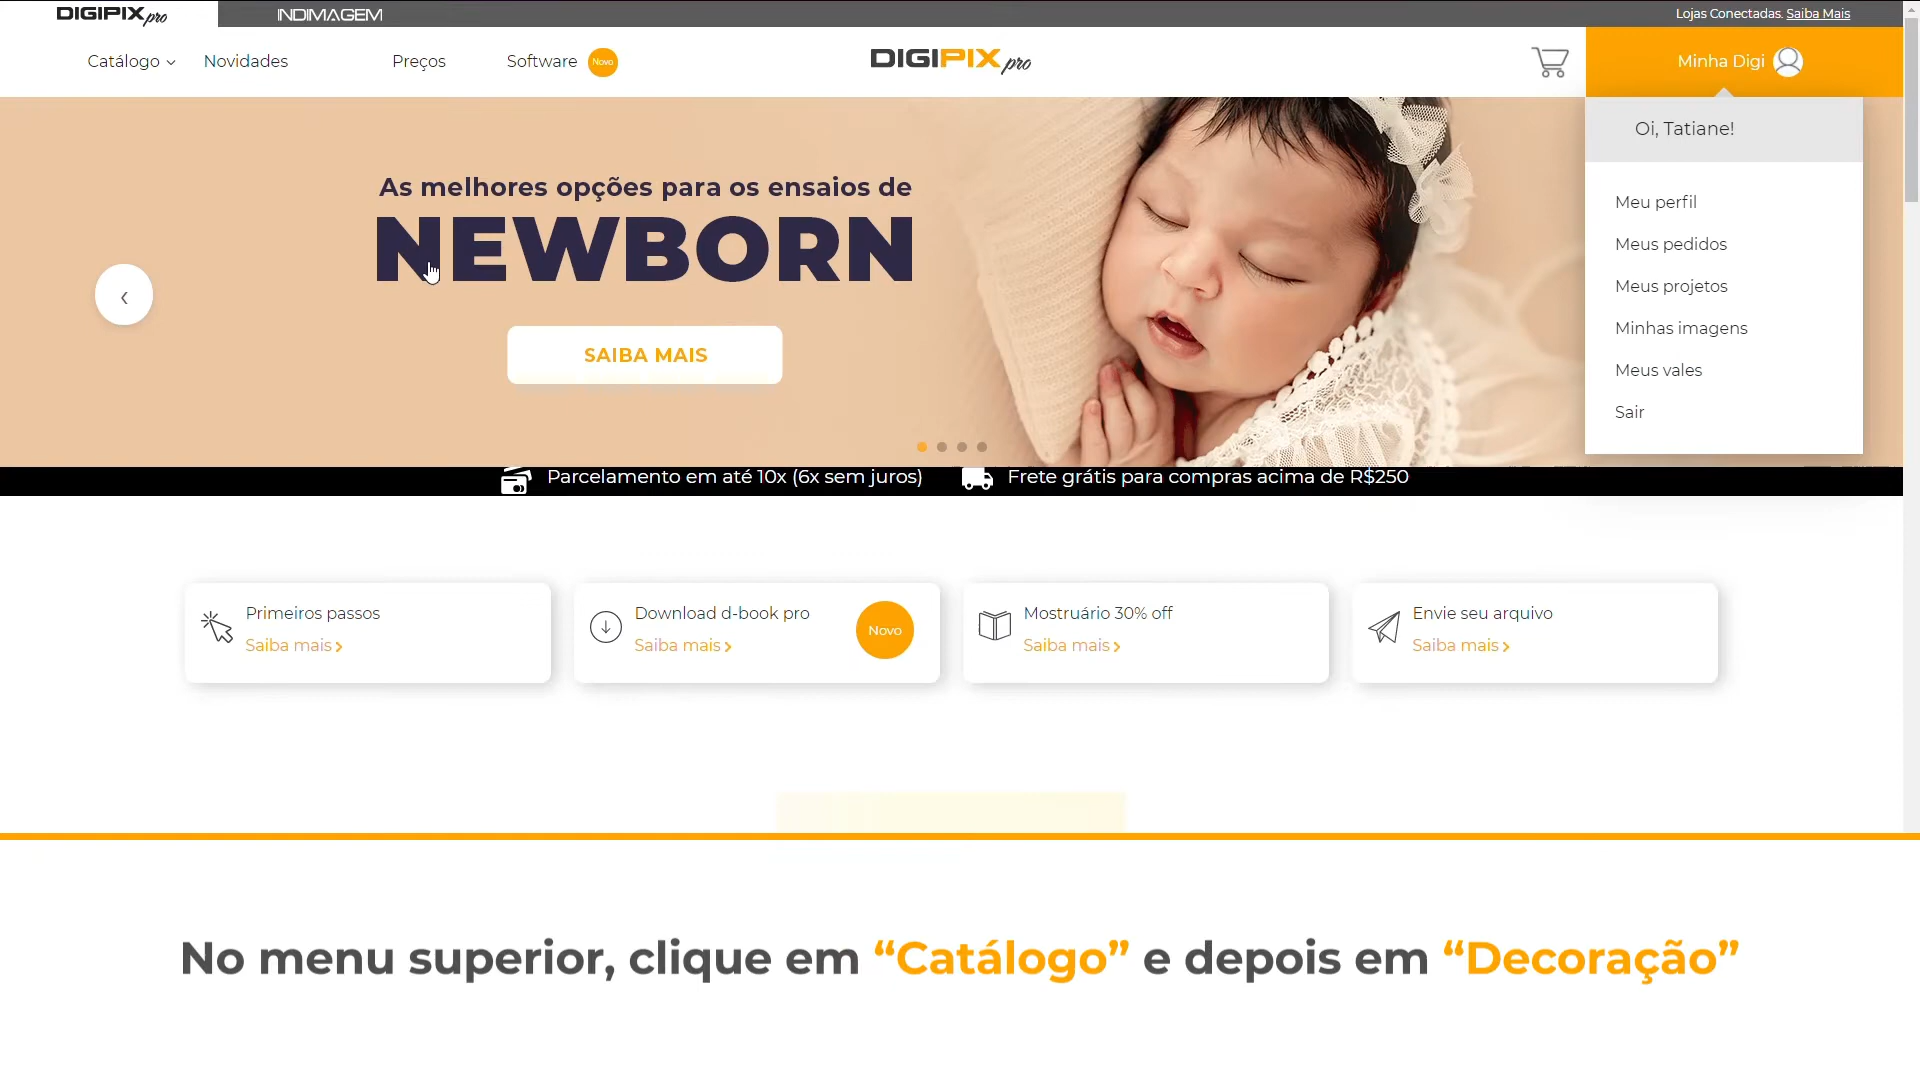 DIGIPIX pro
INDIMAGEM
Lojas Conectadas. Saiba Mais
Catálogo
Novidades
Preços
Software
Novo
DIGIPIX pro
Minha Digi
Oi, Tatiane!
Meu perfil
Meus pedidos
Meus projetos
Minhas imagens
Meus vales
Sair
As melhores opções para os ensaios de
NEWBORN
SAIBA MAIS
Parcelamento em até 10x (6x sem juros)
Frete grátis para compras acima de R$250
Primeiros passos
Saiba mais
Download d-book pro
Saiba mais
Novo
Mostruário 30% off
Saiba mais
Envie seu arquivo
Saiba mais
No menu superior, clique em “Catálogo” e depois em “Decoração”